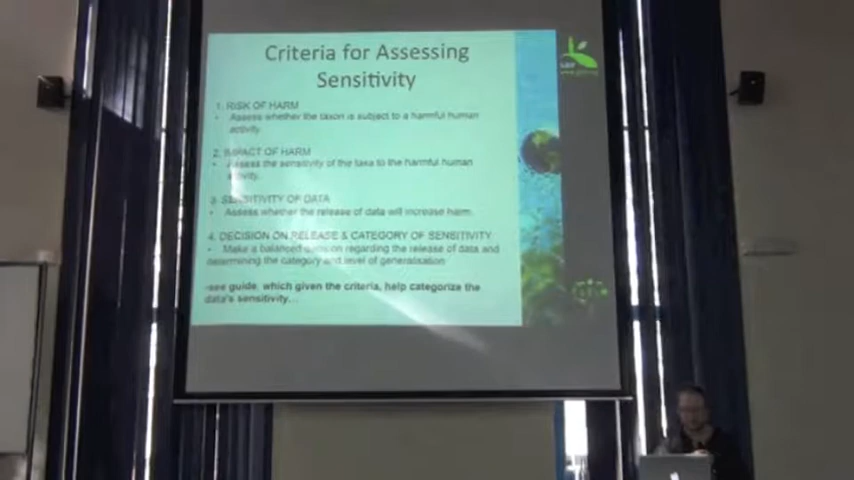 Criteria for Assessing
Sensitivity
1. RISK OF HARM
• Assess whether the taxon is subject to a harmful human
activity.
2. IMPACT OF HARM
• Assess the sensitivity of the taxa to the harmful human
activity.
3. SENSITIVITY OF DATA
• Assess whether the release of data will increase harm.
4. DECISION ON RELEASE & CATEGORY OF SENSITIVITY
• Make a balanced decision regarding the release of data and
determining the category and level of generalisation
-see guide, which given the criteria, help categorize the
data's sensitivity...